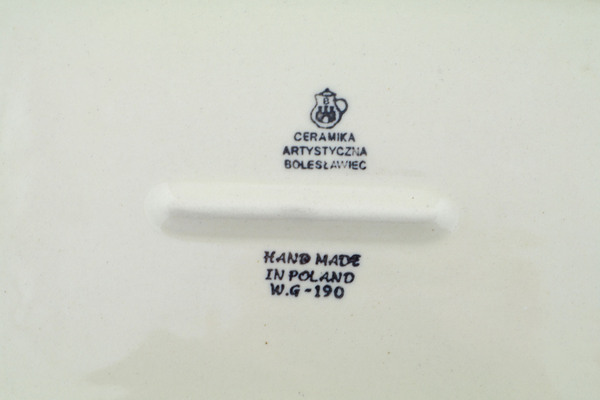 B
CERAMIKA
ARTYSTYCZNA
BOLESŁAWIEC
HAND MADE
IN POLAND
W.G-190